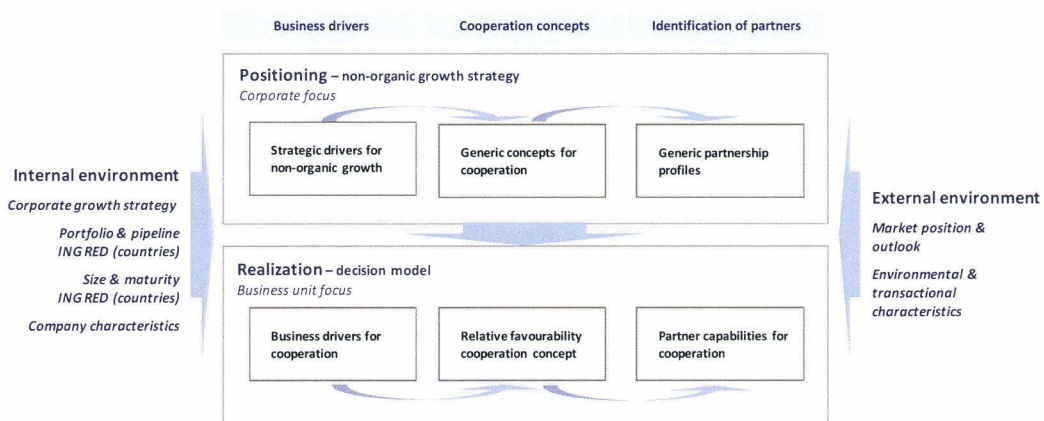 Business drivers
Cooperation concepts
Identification of partners
Positioning – non-organic growth strategy
Corporate focus
Strategic drivers for
non-organic growth
Generic concepts for
cooperation
Generic partnership
profiles
Internal environment
Corporate growth strategy
Portfolio & pipeline
ING RED (countries)
Size & maturity
ING RED (countries)
Company characteristics
External environment
Market position &
outlook
Environmental &
transactional
characteristics
Realization – decision model
Business unit focus
Business drivers for
cooperation
Relative favourability
cooperation concept
Partner capabilities for
cooperation